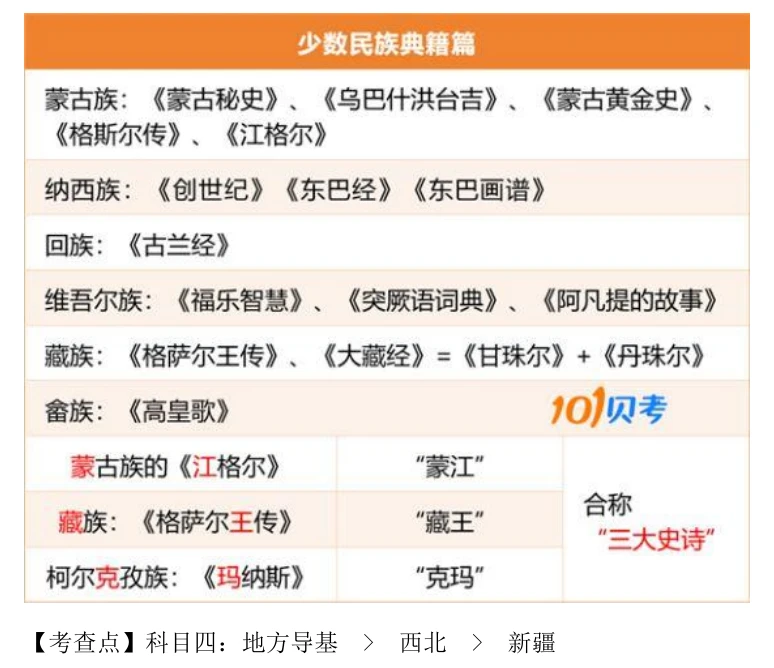 少数民族典籍篇
蒙古族：《蒙古秘史》、《乌巴什洪台吉》、《蒙古黄金史》、
《格斯尔传》、《江格尔》
纳西族：《创世纪》《东巴经》《东巴画谱》
回族：《古兰经》
维吾尔族：《福乐智慧》、《突厥语词典》、《阿凡提的故事》
藏族：《格萨尔王传》、《大藏经》=《甘珠尔》+《丹珠尔》
畲族：《高皇歌》
101贝考
蒙古族的《江格尔》 “蒙江”
藏族：《格萨尔王传》 “藏王”
柯尔克孜族：《玛纳斯》 “克玛”
合称
“三大史诗”
【考查点】科目四：地方导基 > 西北 > 新疆